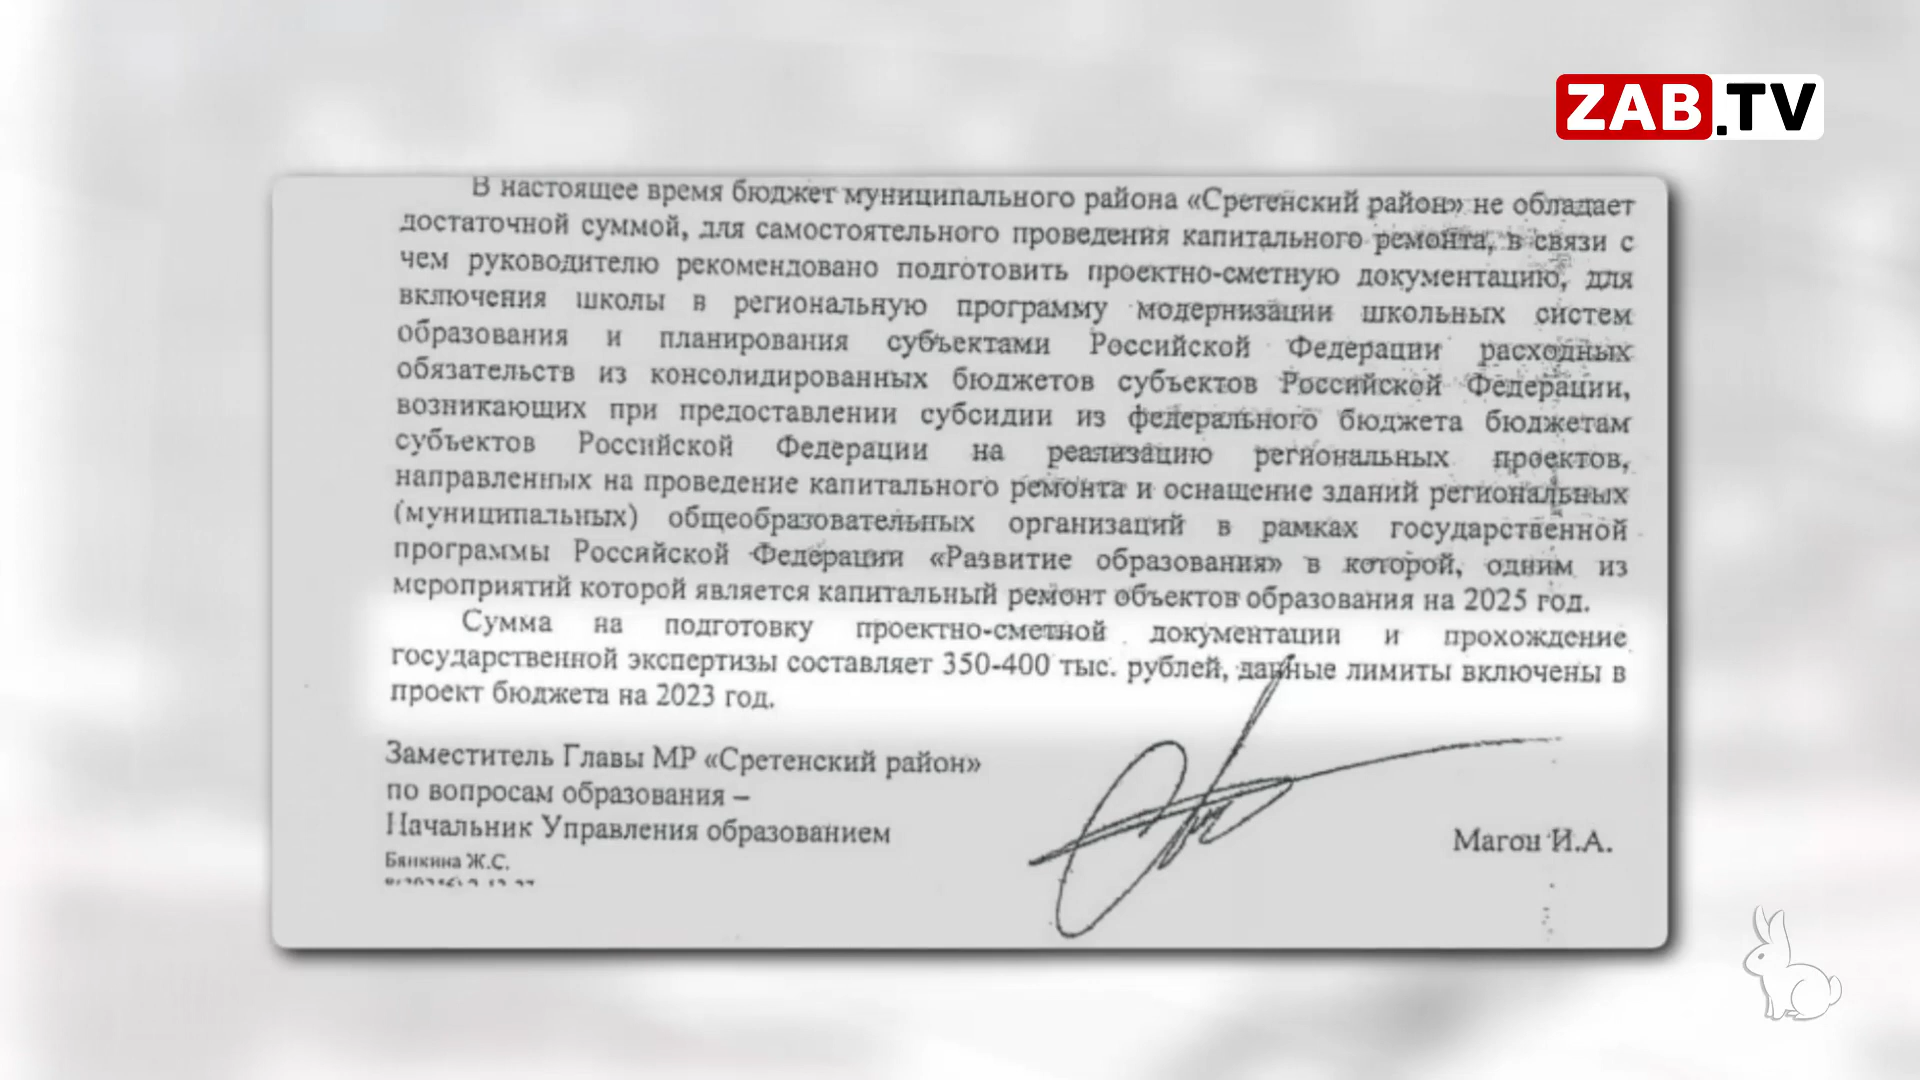 ZAB.TV
В настоящее время бюджет муниципального района «Сретенский район» не обладает
достаточной суммой, для самостоятельного проведения капитального ремонта, в связи с
чем руководителю рекомендовано подготовить проектно-сметную документацию, для
включения школы в региональную программу модернизации школьных систем
образования и планирования субъектами Российской Федерации расходных
обязательств из консолидированных бюджетов субъектов Российской Федерации,
возникающих при предоставлении субсидии из федерального бюджета бюджетам
субъектов Российской Федерации на реализацию региональных проектов,
направленных на проведение капитального ремонта и оснащение зданий региональных
(муниципальных) общеобразовательных организаций в рамках государственной
программы Российской Федерации «Развитие образования» в которой, одним из
мероприятий которой является капитальный ремонт объектов образования на 2025 год.
Сумма на подготовку проектно-сметной документации и прохождение
государственной экспертизы составляет 350-400 тыс. рублей, данные лимиты включены в
проект бюджета на 2023 год.
Заместитель Главы МР «Сретенский район»
по вопросам образования –
Начальник Управления образованием
Магон И.А.
Бянкина Ж.С.